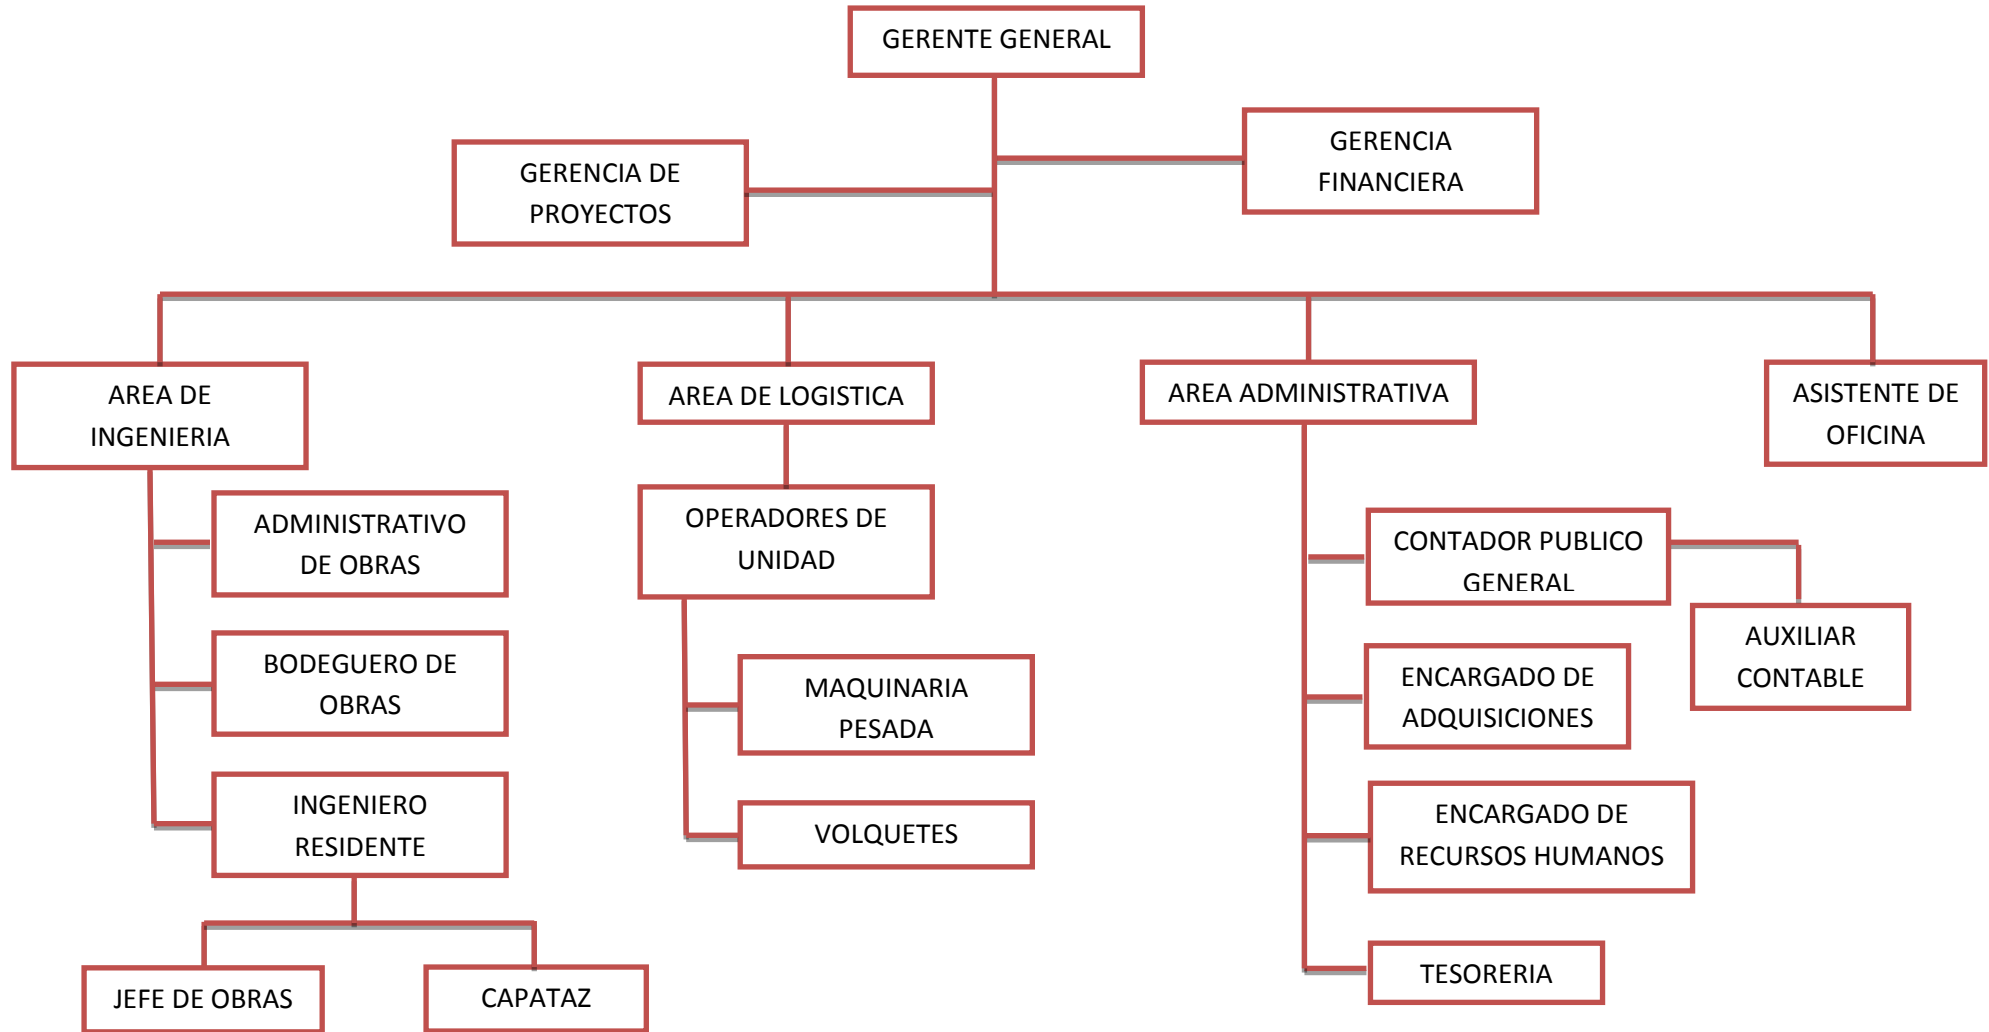 GERENTE GENERAL
GERENCIA
FINANCIERA
GERENCIA DE
PROYECTOS
AREA DE
INGENIERIA
AREA DE LOGISTICA
AREA ADMINISTRATIVA
ASISTENTE DE
OFICINA
ADMINISTRATIVO
DE OBRAS
BODEGUERO DE
OBRAS
INGENIERO
RESIDENTE
JEFE DE OBRAS
CAPATAZ
OPERADORES DE
UNIDAD
MAQUINARIA
PESADA
VOLQUETES
CONTADOR PUBLICO
GENERAL
AUXILIAR
CONTABLE
ENCARGADO DE
ADQUISICIONES
ENCARGADO DE
RECURSOS HUMANOS
TESORERIA